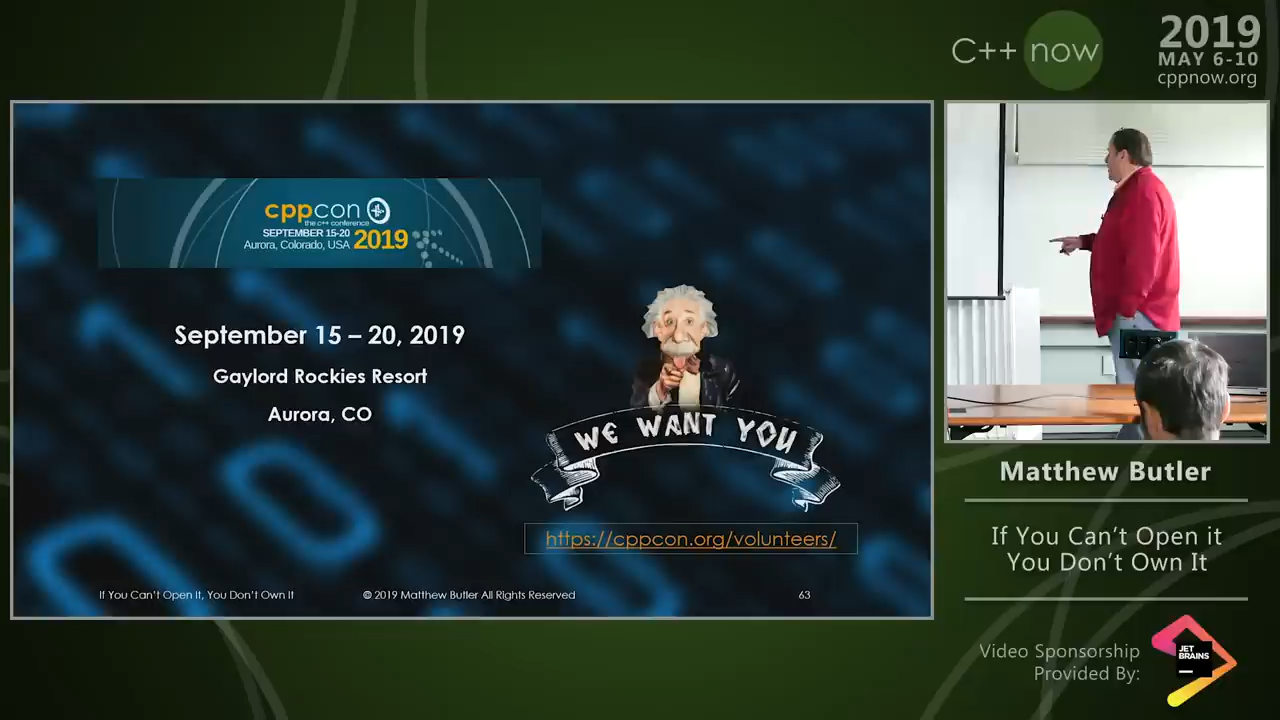 C++ now
2019
MAY 6-10
cppnow.org
cppcon
the c++ conference
SEPTEMBER 15-20
Aurora, Colorado, USA
2019
September 15 – 20, 2019
Gaylord Rockies Resort
Aurora, CO
WE WANT YOU
https://cppcon.org/volunteers/
If You Can't Open It, You Don't Own It
© 2019 Matthew Butler All Rights Reserved
63
Matthew Butler
If You Can't Open it
You Don't Own It
Video Sponsorship
Provided By:
JET
BRAINS